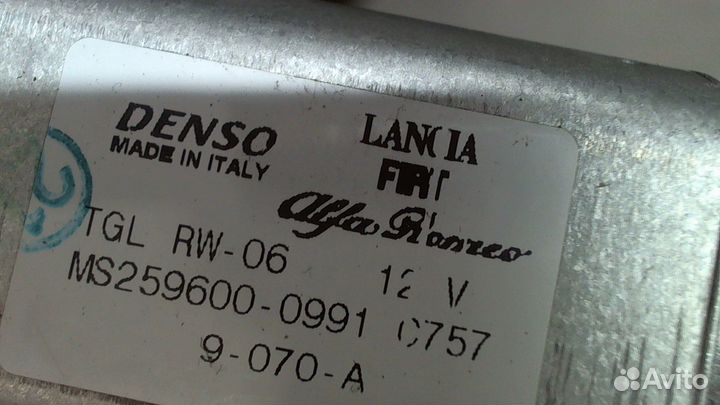 DENSO
MADE IN ITALY
LANCIA
FIAT
Alfa Romeo
TGL RW-06
12 V
MS259600-0991 C757
9-070-A
Avito